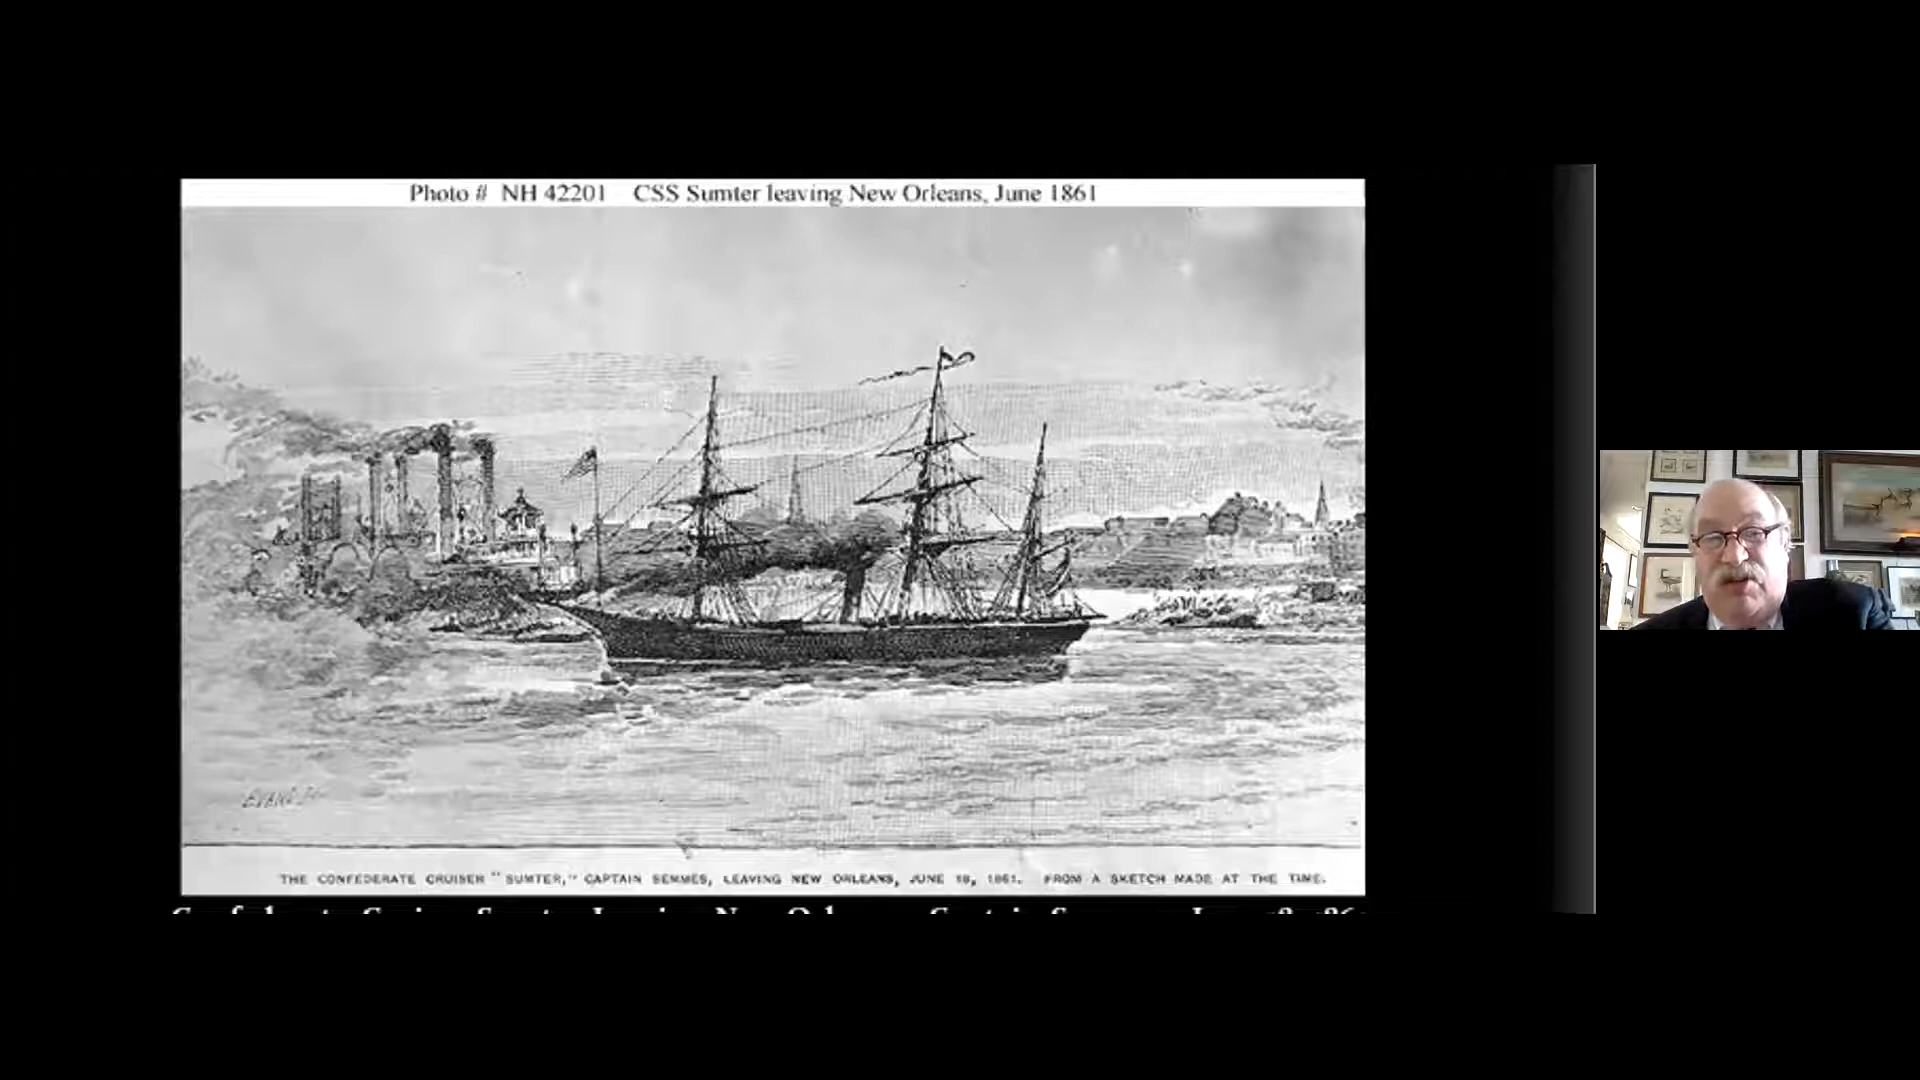 Photo # NH 42201 CSS Sumter leaving New Orleans, June 1861
EVANS
THE CONFEDERATE CRUISER "SUMTER," CAPTAIN SEMMES, LEAVING NEW ORLEANS, JUNE 18, 1861. FROM A SKETCH MADE AT THE TIME.